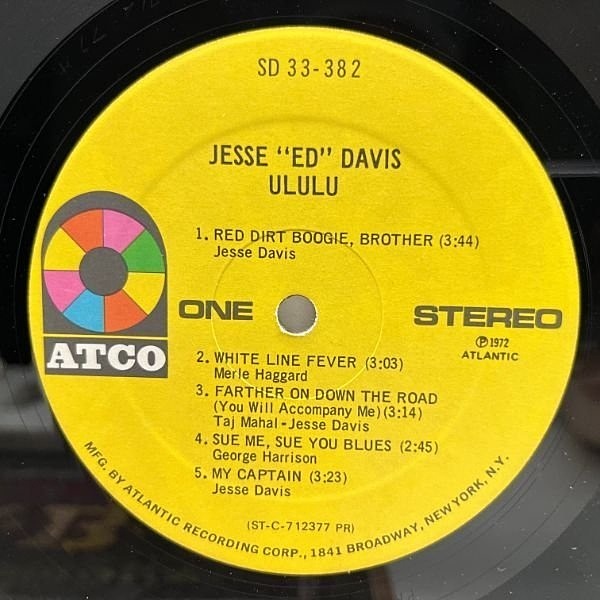 SD 33-382
JESSE “ED” DAVIS
ULULU
1. RED DIRT BOOGIE, BROTHER (3:44)
Jesse Davis
ONE
STEREO
Ⓟ1972
ATLANTIC
ATCO
2. WHITE LINE FEVER (3:03)
Merle Haggard
3. FARTHER ON DOWN THE ROAD
(You Will Accompany Me) (3:14)
Taj Mahal - Jesse Davis
4. SUE ME, SUE YOU BLUES (2:45)
George Harrison
5. MY CAPTAIN (3:23)
Jesse Davis
(ST-C-712377 PR)
MFG. BY ATLANTIC RECORDING CORP., 1841 BROADWAY, NEW YORK, N.Y.